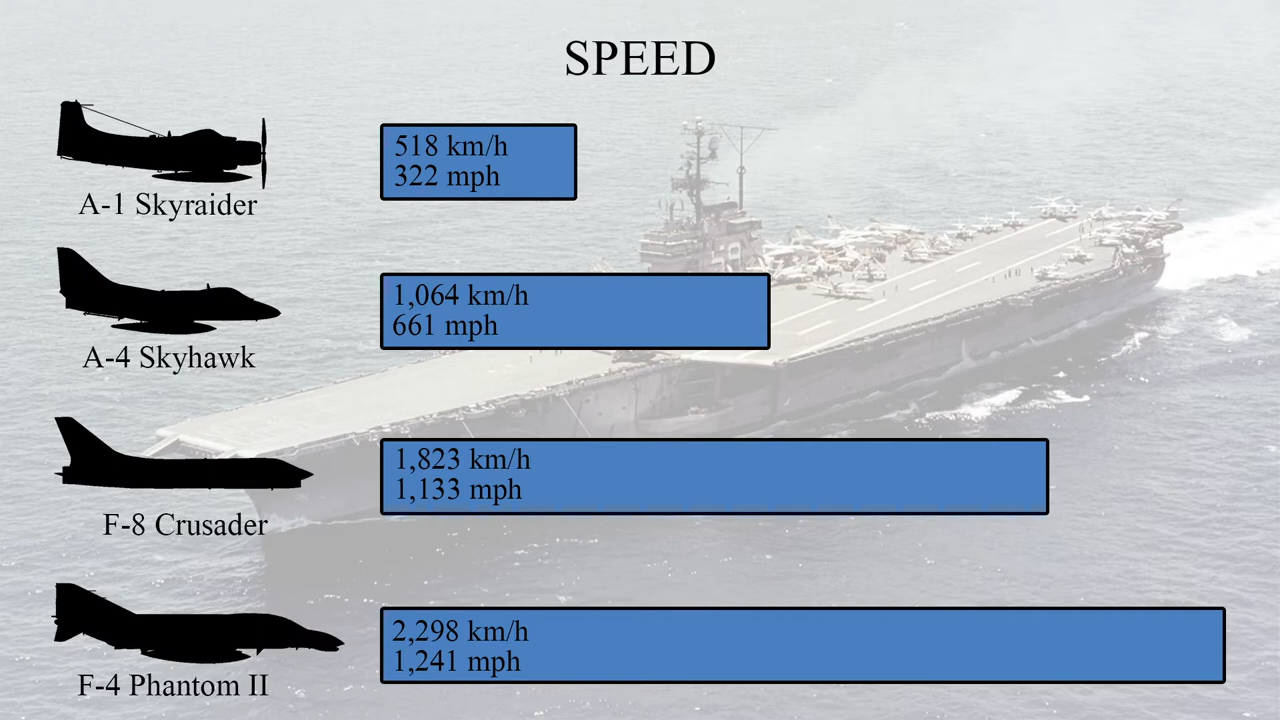 SPEED
518 km/h
322 mph
A-1 Skyraider
1,064 km/h
661 mph
A-4 Skyhawk
1,823 km/h
1,133 mph
F-8 Crusader
2,298 km/h
1,241 mph
F-4 Phantom II